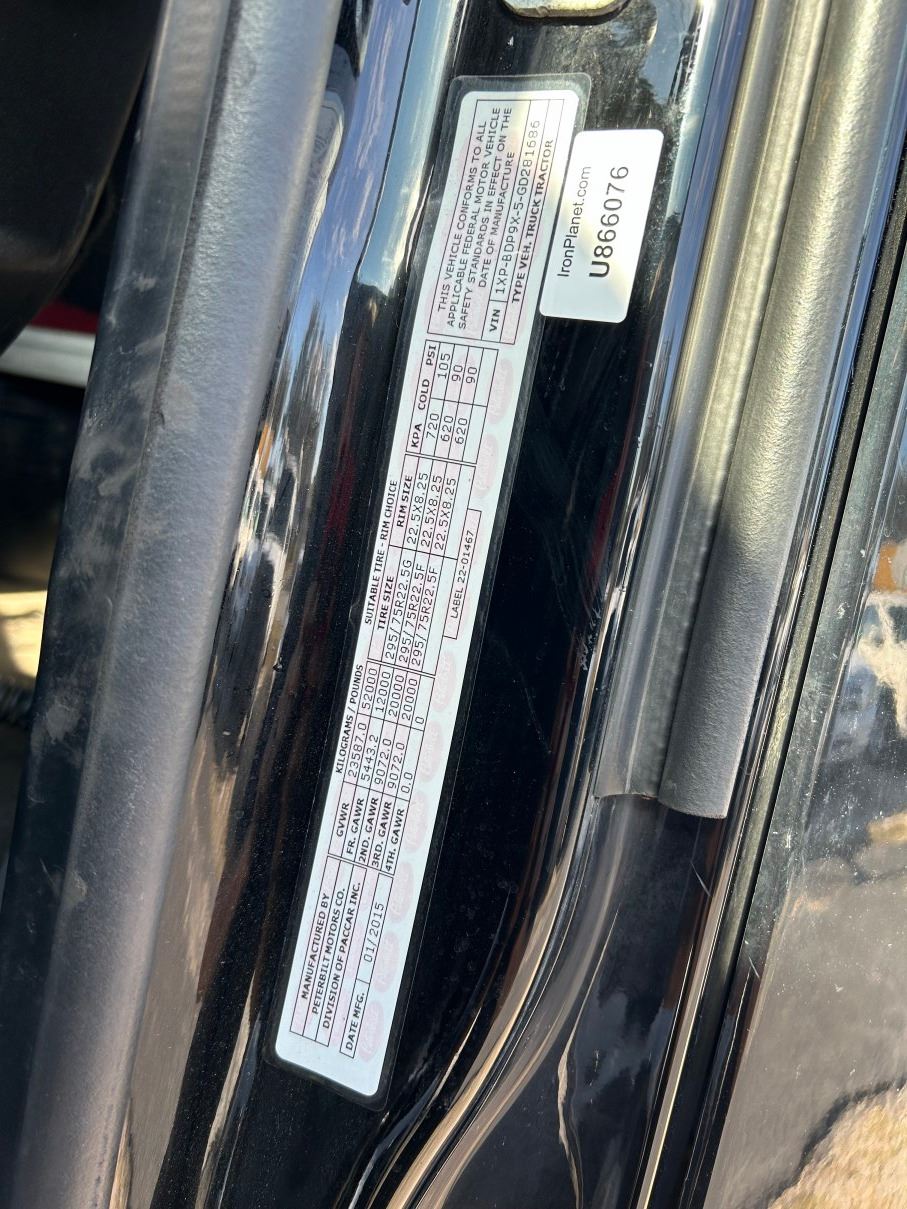 MANUFACTURED BY
PETERBILT MOTORS CO.
DIVISION OF PACCAR INC.
DATE MFG. 01/2015
KILOGRAMS / POUNDS
GVWR 23587.0 52000
FR. GAWR 5443.2 12000
2ND. GAWR 9072.0 20000
3RD. GAWR 9072.0 20000
4TH. GAWR 0.0 0
SUITABLE TIRE - RIM CHOICE
TIRE SIZE RIM SIZE
295/75R22.5G 22.5X8.25
295/75R22.5F 22.5X8.25
295/75R22.5F 22.5X8.25
LABEL 22-01467
KPA COLD PSI
720 105
620 90
620 90
THIS VEHICLE CONFORMS TO ALL
APPLICABLE FEDERAL MOTOR VEHICLE
SAFETY STANDARDS IN EFFECT ON THE
DATE OF MANUFACTURE
VIN 1XP-BDP9X-5-GD281686
TYPE VEH. TRUCK TRACTOR
IronPlanet.com
U866076